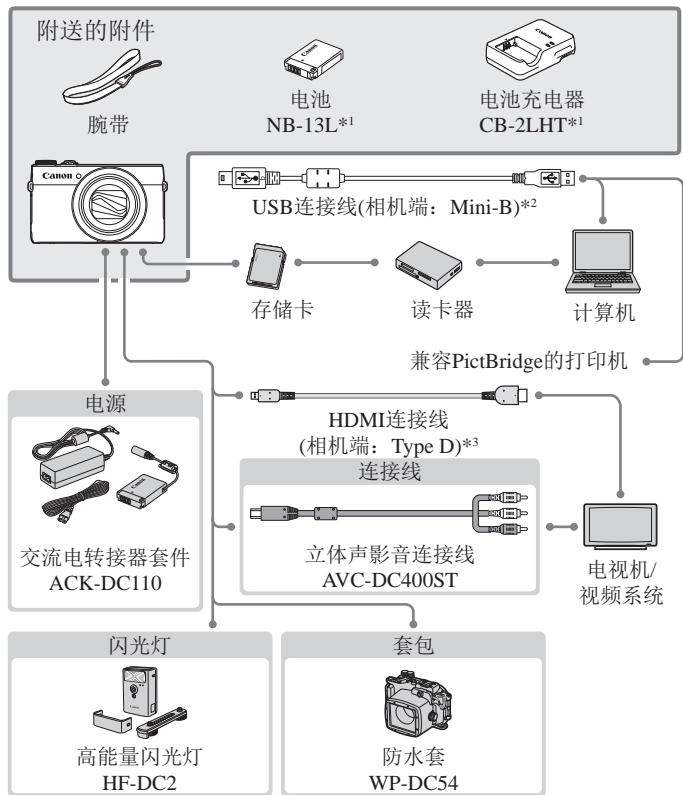 附送的附件
腕带
电池
NB-13L*1
电池充电器
CB-2LHT*1
Canon
USB连接线(相机端：Mini-B)*2
存储卡
读卡器
计算机
兼容PictBridge的打印机
电源
交流电转接器套件
ACK-DC110
HDMI连接线
(相机端：Type D)*3
连接线
立体声影音连接线
AVC-DC400ST
电视机/
视频系统
闪光灯
高能量闪光灯
HF-DC2
套包
防水套
WP-DC54